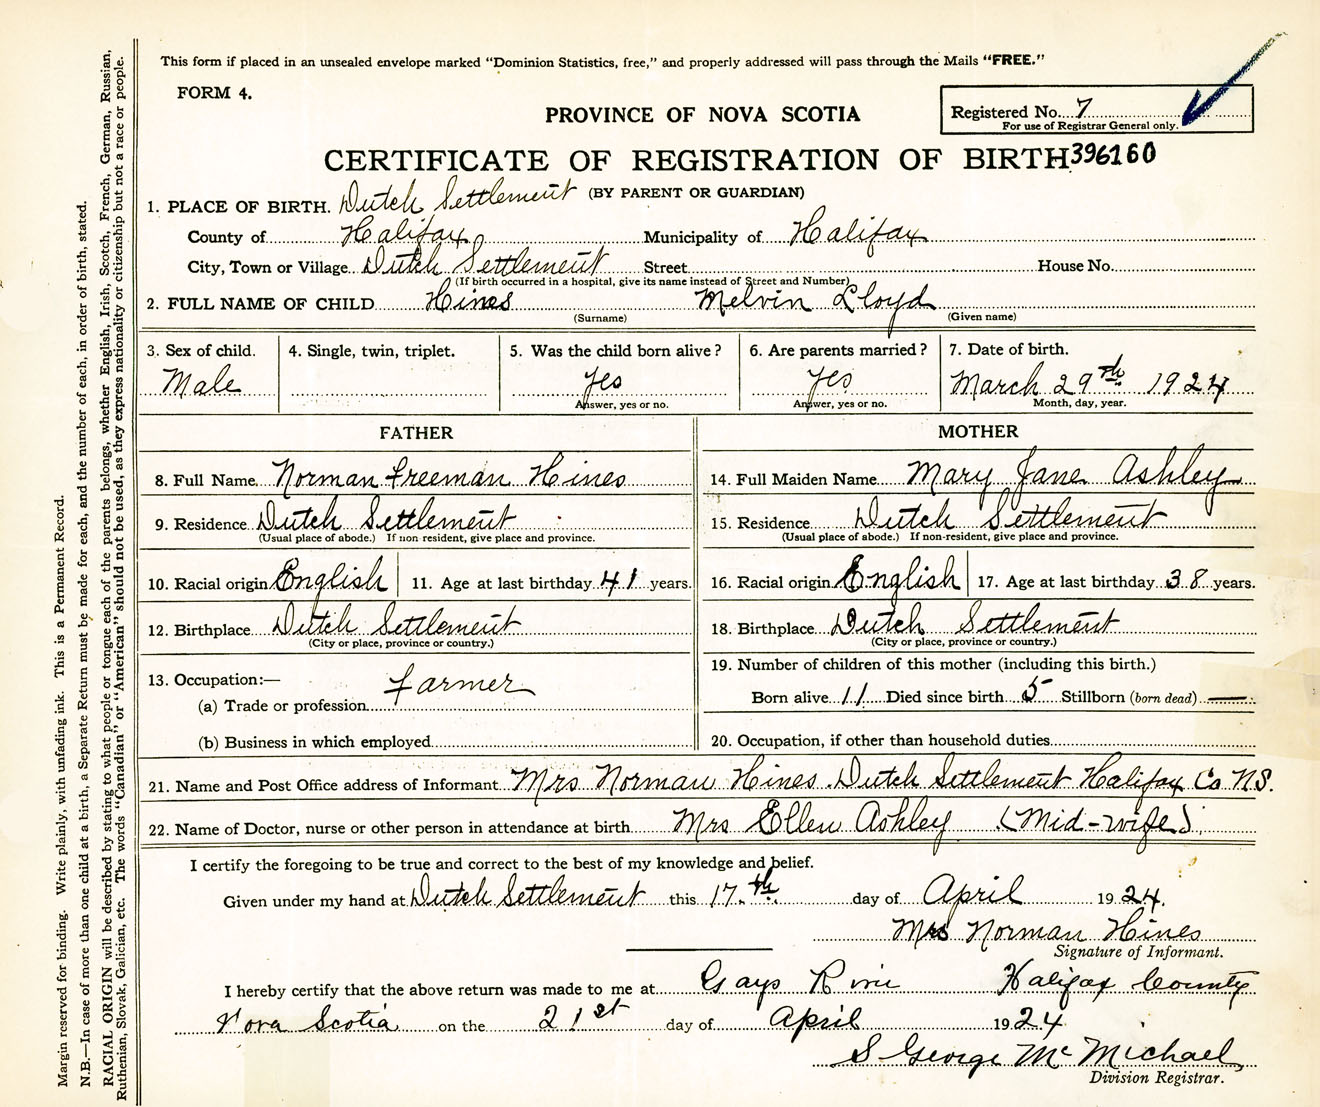 This form if placed in an unsealed envelope marked "Dominion Statistics, free," and properly addressed will pass through the Mails "FREE."
FORM 4.
PROVINCE OF NOVA SCOTIA
Registered No. 7
For use of Registrar General only.
CERTIFICATE OF REGISTRATION OF BIRTH 396160
(BY PARENT OR GUARDIAN)
1. PLACE OF BIRTH. Dutch Settlement
County of Halifax Municipality of Halifax
City, Town or Village Dutch Settlement Street House No.
(If birth occurred in a hospital, give its name instead of Street and Number)
2. FULL NAME OF CHILD Hines Melvin Lloyd
(Surname) (Given name)
3. Sex of child. 4. Single, twin, triplet. 5. Was the child born alive? 6. Are parents married? 7. Date of birth.
Male yes yes March 29th 1924
Answer, yes or no. Answer, yes or no. Month, day, year.
FATHER MOTHER
8. Full Name Norman Freeman Hines 14. Full Maiden Name Mary Jane Ashley
9. Residence Dutch Settlement 15. Residence Dutch Settlement
(Usual place of abode.) If non-resident, give place and province. (Usual place of abode.) If non-resident, give place and province.
10. Racial origin English 11. Age at last birthday 41 years. 16. Racial origin English 17. Age at last birthday 38 years.
12. Birthplace Dutch Settlement 18. Birthplace Dutch Settlement
(City or place, province or country.) (City or place, province or country.)
13. Occupation:— 19. Number of children of this mother (including this birth.)
(a) Trade or profession Farmer Born alive 11 Died since birth 5 Stillborn (born dead) —
(b) Business in which employed 20. Occupation, if other than household duties
21. Name and Post Office address of Informant Mrs Norman Hines Dutch Settlement Halifax Co N.S.
22. Name of Doctor, nurse or other person in attendance at birth Mrs Ellen Ashley (Mid-wife)
I certify the foregoing to be true and correct to the best of my knowledge and belief.
Given under my hand at Dutch Settlement this 17th day of April 1924.
Mrs Norman Hines
Signature of Informant.
I hereby certify that the above return was made to me at Gays River Halifax County
Nova Scotia on the 21st day of April 1924
S George McMichael
Division Registrar.
Margin reserved for binding. Write plainly, with unfading ink. This is a Permanent Record.
N.B.—In case of more than one child at a birth, a Separate Return must be made for each, and the number of each, in order of birth, stated.
RACIAL ORIGIN will be described by stating to what people or tongue each of the parents belongs, whether English, Irish, Scotch, French, German, Russian,
Ruthenian, Slovak, Galician, etc. The words "Canadian" or "American" should not be used, as they express nationality or citizenship but not a race or people.